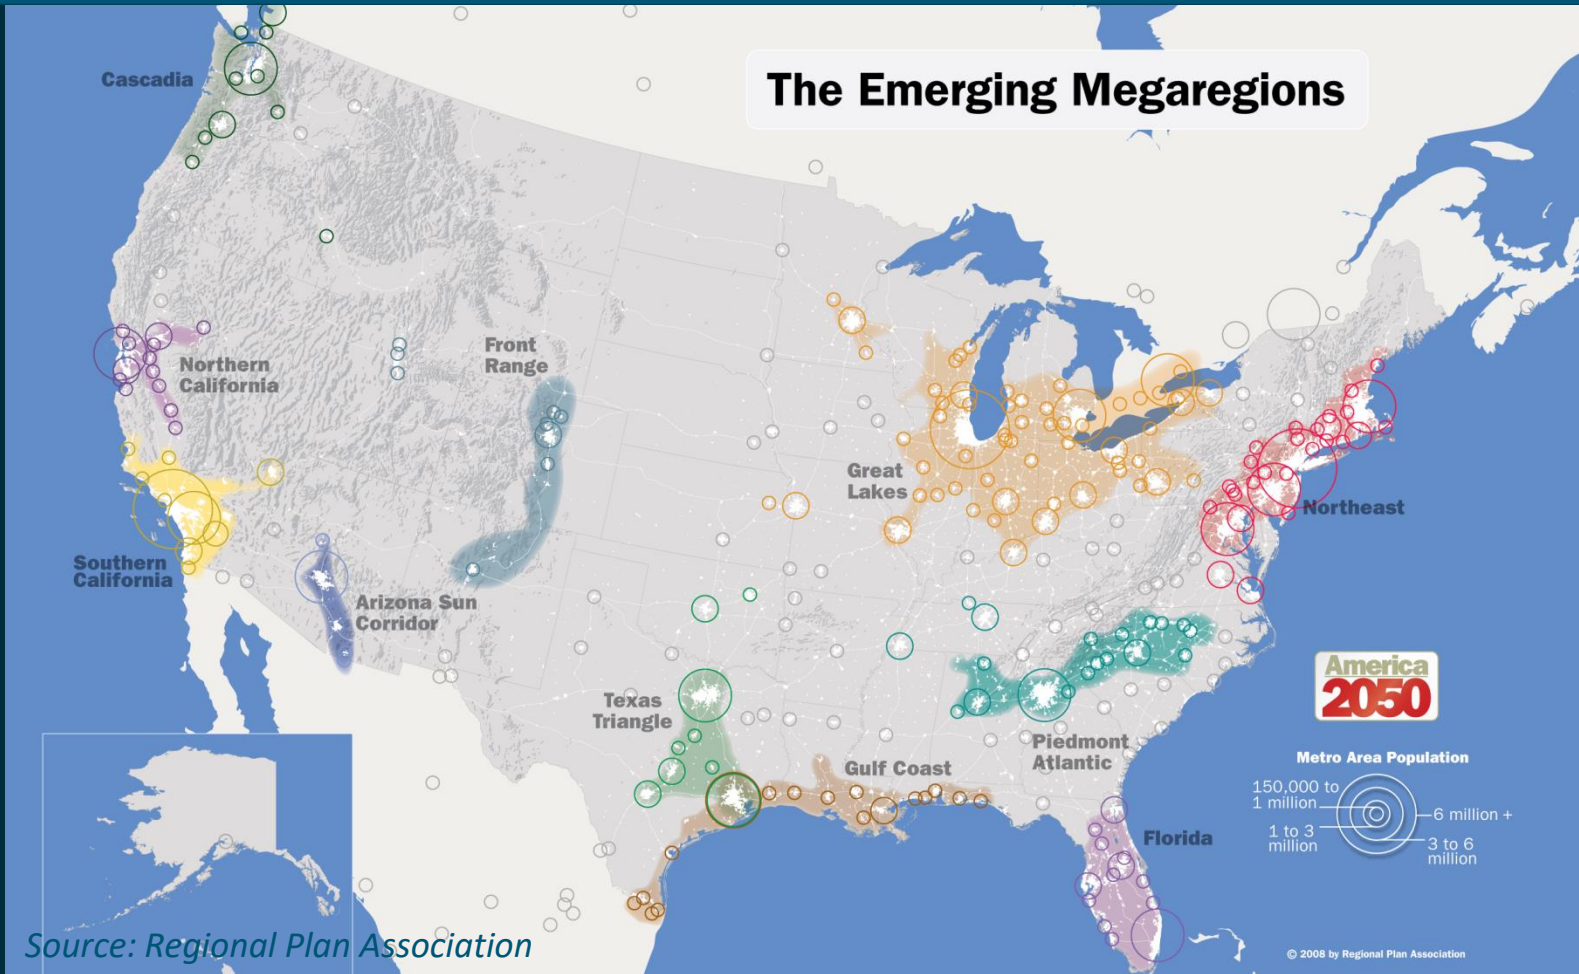 The Emerging Megaregions
Cascadia
Northern
California
Front
Range
Great
Lakes
Northeast
Southern
California
Arizona Sun
Corridor
Texas
Triangle
Gulf Coast
Piedmont
Atlantic
Florida
America
2050
Metro Area Population
150,000 to
1 million
1 to 3
million
6 million +
3 to 6
million
© 2008 by Regional Plan Association
Source: Regional Plan Association